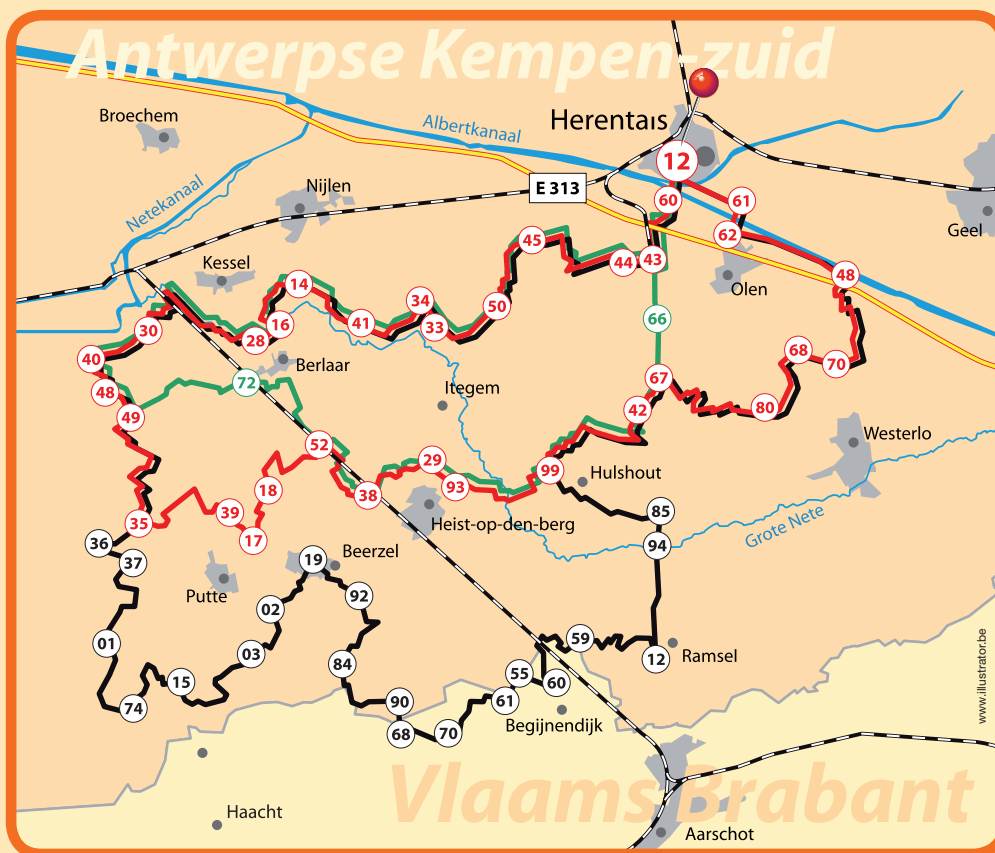 Antwerpse Kempen-zuid
Broechem
Albertkanaal
Herentals
12
Netekanaal
Nijlen
E 313
60
61
62
Geel
45
44
43
Kessel
48
Olen
14
34
50
66
30
28
16
41
33
40
Berlaar
68
70
72
Itegem
67
48
49
42
80
52
Westerlo
29
99
Hulshout
18
38
93
35
39
Heist-op-den-berg
85
Grote Nete
36
17
94
37
19
Beerzel
Putte
92
02
01
03
59
12
Ramsel
84
15
55
60
74
90
61
68
70
Begijnendijk
www.illustrator.be
Vlaams Brabant
Haacht
Aarschot